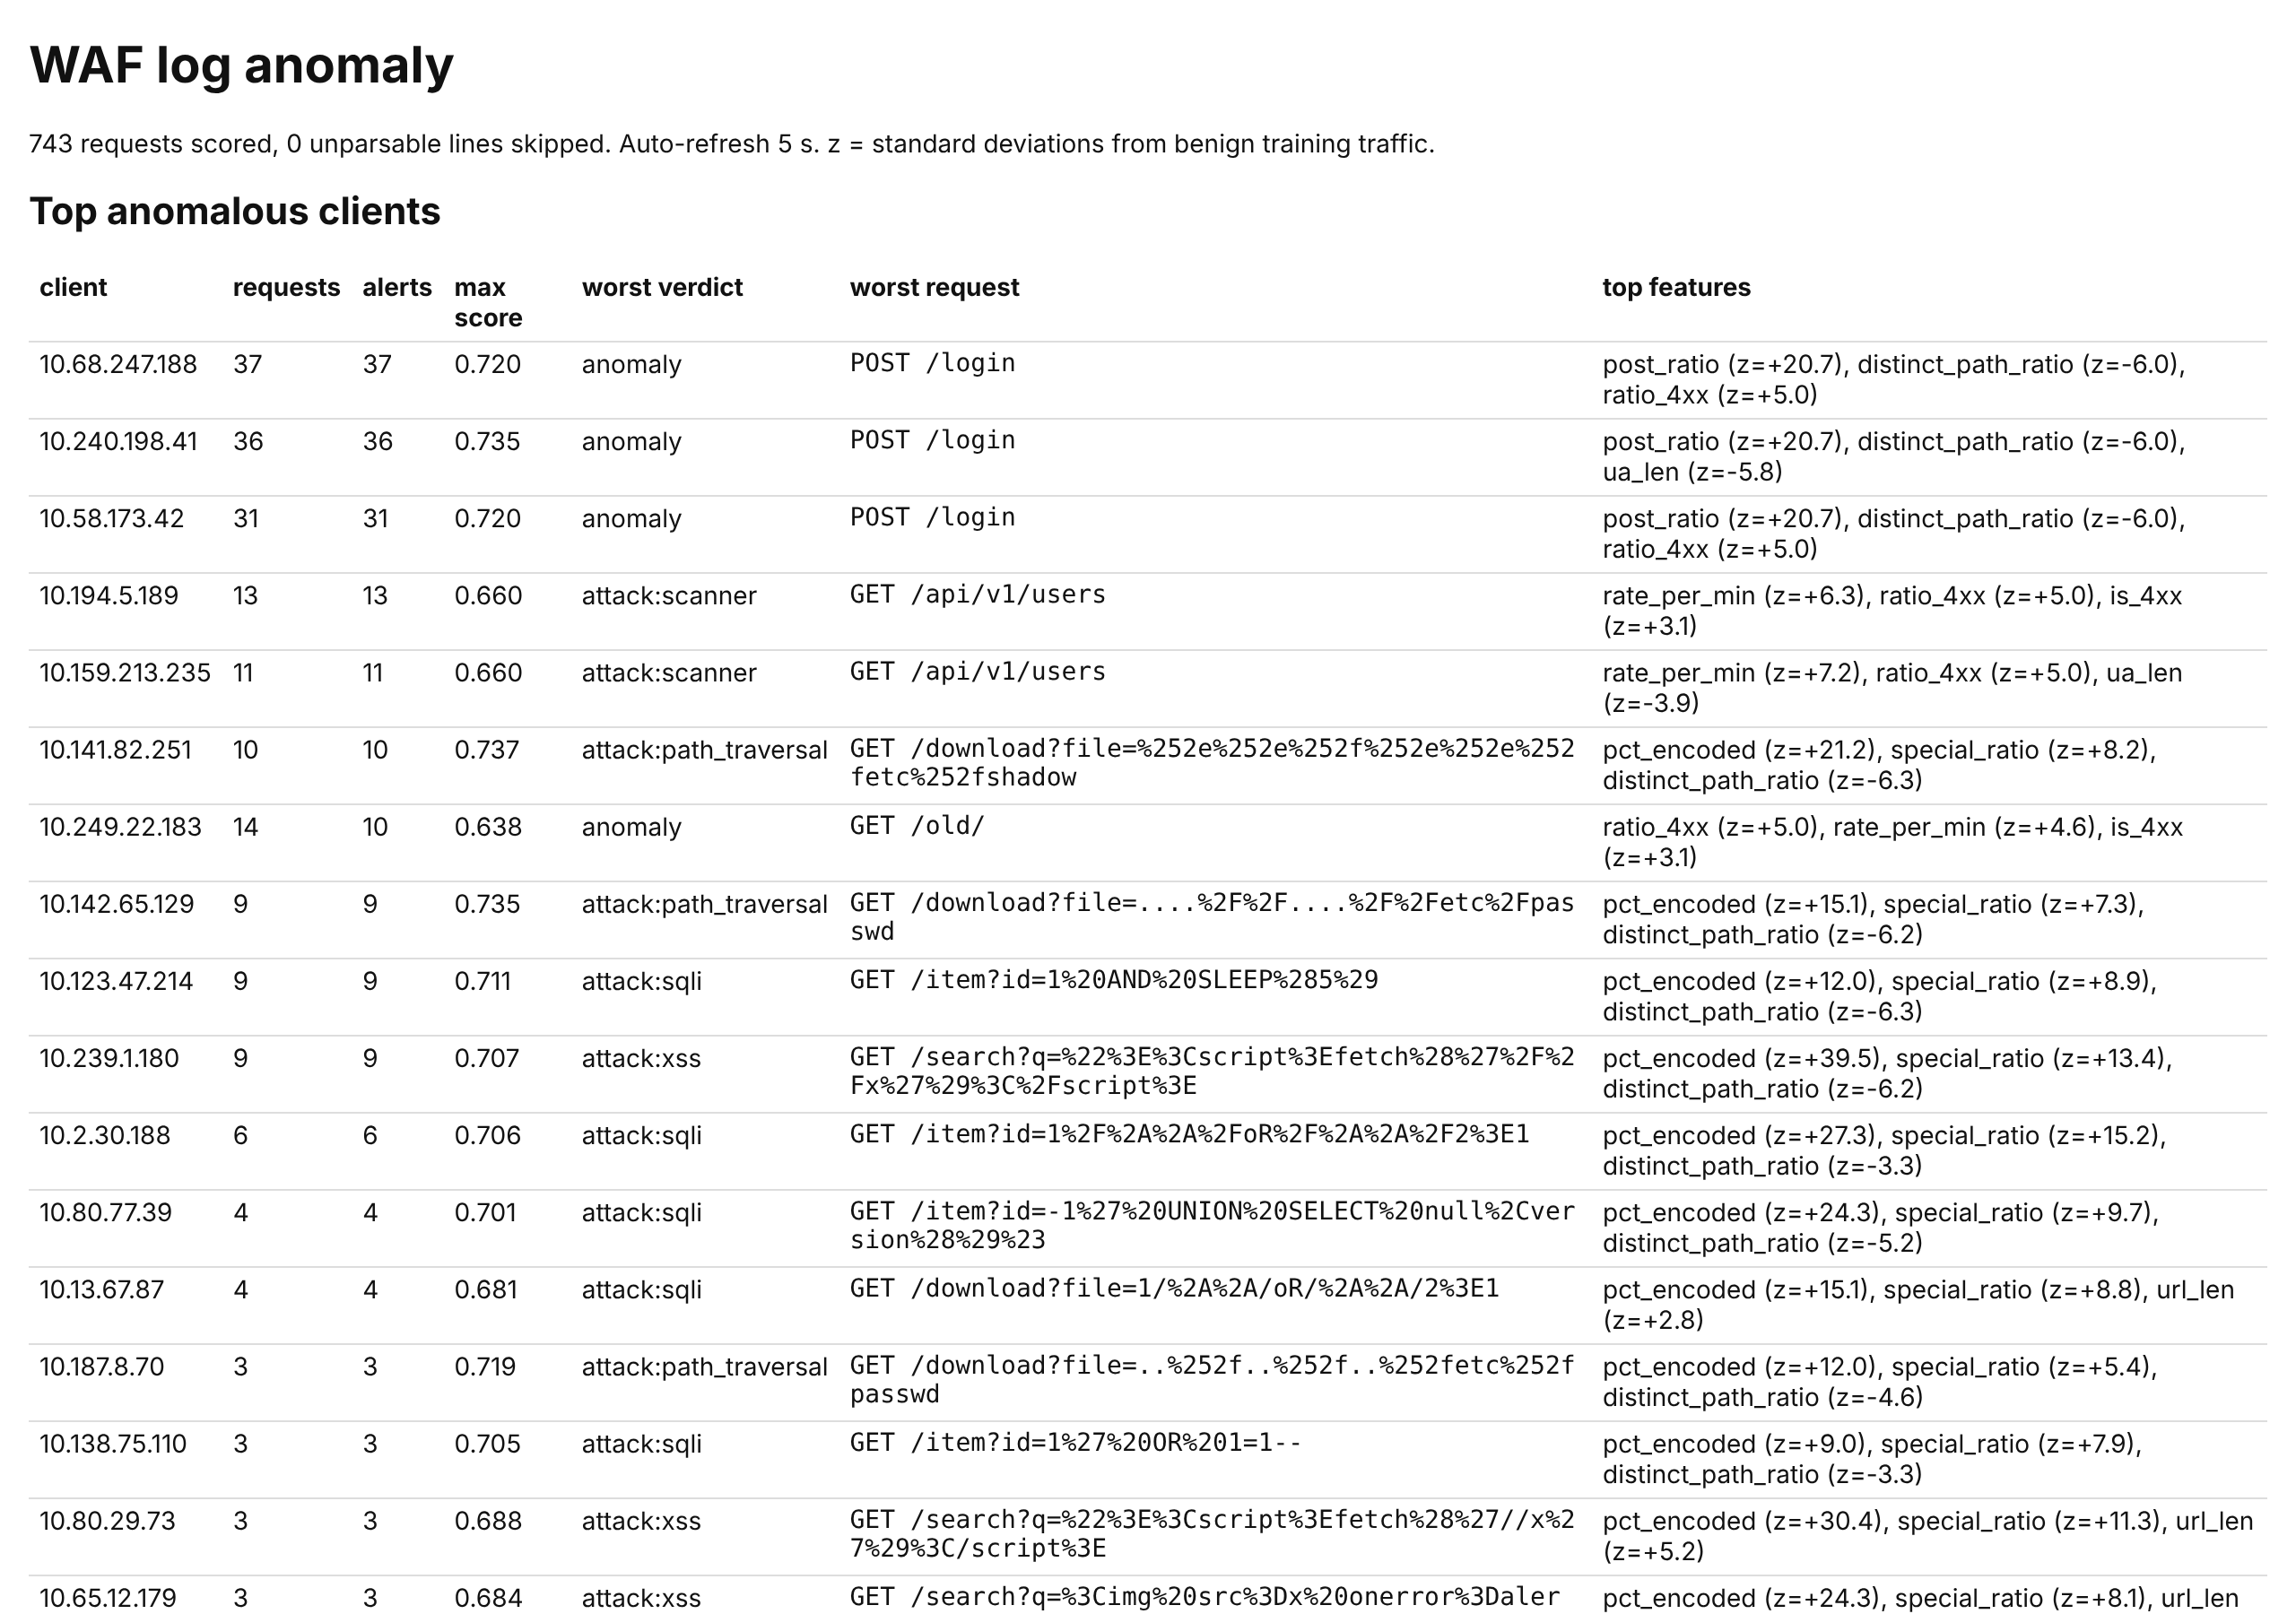 WAF log anomaly
743 requests scored, 0 unparsable lines skipped. Auto-refresh 5 s. z = standard deviations from benign training traffic.
Top anomalous clients
client requests alerts max score worst verdict worst request top features
10.68.247.188 37 37 0.720 anomaly POST /login post_ratio (z=+20.7), distinct_path_ratio (z=-6.0),
ratio_4xx (z=+5.0)
10.240.198.41 36 36 0.735 anomaly POST /login post_ratio (z=+20.7), distinct_path_ratio (z=-6.0),
ua_len (z=-5.8)
10.58.173.42 31 31 0.720 anomaly POST /login post_ratio (z=+20.7), distinct_path_ratio (z=-6.0),
ratio_4xx (z=+5.0)
10.194.5.189 13 13 0.660 attack:scanner GET /api/v1/users rate_per_min (z=+6.3), ratio_4xx (z=+5.0), is_4xx
(z=+3.1)
10.159.213.235 11 11 0.660 attack:scanner GET /api/v1/users rate_per_min (z=+7.2), ratio_4xx (z=+5.0), ua_len
(z=-3.9)
10.141.82.251 10 10 0.737 attack:path_traversal GET /download?file=%252e%252e%252f%252e%252e%252 pct_encoded (z=+21.2), special_ratio (z=+8.2),
fetc%252fshadow distinct_path_ratio (z=-6.3)
10.249.22.183 14 10 0.638 anomaly GET /old/ ratio_4xx (z=+5.0), rate_per_min (z=+4.6), is_4xx
(z=+3.1)
10.142.65.129 9 9 0.735 attack:path_traversal GET /download?file=....%2F%2F....%2F%2Fetc%2Fpas pct_encoded (z=+15.1), special_ratio (z=+7.3),
swd distinct_path_ratio (z=-6.2)
10.123.47.214 9 9 0.711 attack:sqli GET /item?id=1%20AND%20SLEEP%285%29 pct_encoded (z=+12.0), special_ratio (z=+8.9),
distinct_path_ratio (z=-6.3)
10.239.1.180 9 9 0.707 attack:xss GET /search?q=%22%3E%3Cscript%3Efetch%28%27%2F%2 pct_encoded (z=+39.5), special_ratio (z=+13.4),
Fx%27%29%3C%2Fscript%3E distinct_path_ratio (z=-6.2)
10.2.30.188 6 6 0.706 attack:sqli GET /item?id=1%2F%2A%2A%2FoR%2F%2A%2A%2F2%3E1 pct_encoded (z=+27.3), special_ratio (z=+15.2),
distinct_path_ratio (z=-3.3)
10.80.77.39 4 4 0.701 attack:sqli GET /item?id=-1%27%20UNION%20SELECT%20null%2Cver pct_encoded (z=+24.3), special_ratio (z=+9.7),
sion%28%29%23 distinct_path_ratio (z=-5.2)
10.13.67.87 4 4 0.681 attack:sqli GET /download?file=1/%2A%2A/oR/%2A%2A/2%3E1 pct_encoded (z=+15.1), special_ratio (z=+8.8), url_len
(z=+2.8)
10.187.8.70 3 3 0.719 attack:path_traversal GET /download?file=..%252f..%252f..%252fetc%252f pct_encoded (z=+12.0), special_ratio (z=+5.4),
passwd distinct_path_ratio (z=-4.6)
10.138.75.110 3 3 0.705 attack:sqli GET /item?id=1%27%20OR%201=1-- pct_encoded (z=+9.0), special_ratio (z=+7.9),
distinct_path_ratio (z=-3.3)
10.80.29.73 3 3 0.688 attack:xss GET /search?q=%22%3E%3Cscript%3Efetch%28%27//x%2 pct_encoded (z=+30.4), special_ratio (z=+11.3), url_len
7%29%3C/script%3E (z=+5.2)
10.65.12.179 3 3 0.684 attack:xss GET /search?q=%3Cimg%20src%3Dx%20onerror%3Daler pct_encoded (z=+24.3), special_ratio (z=+8.1), url_len